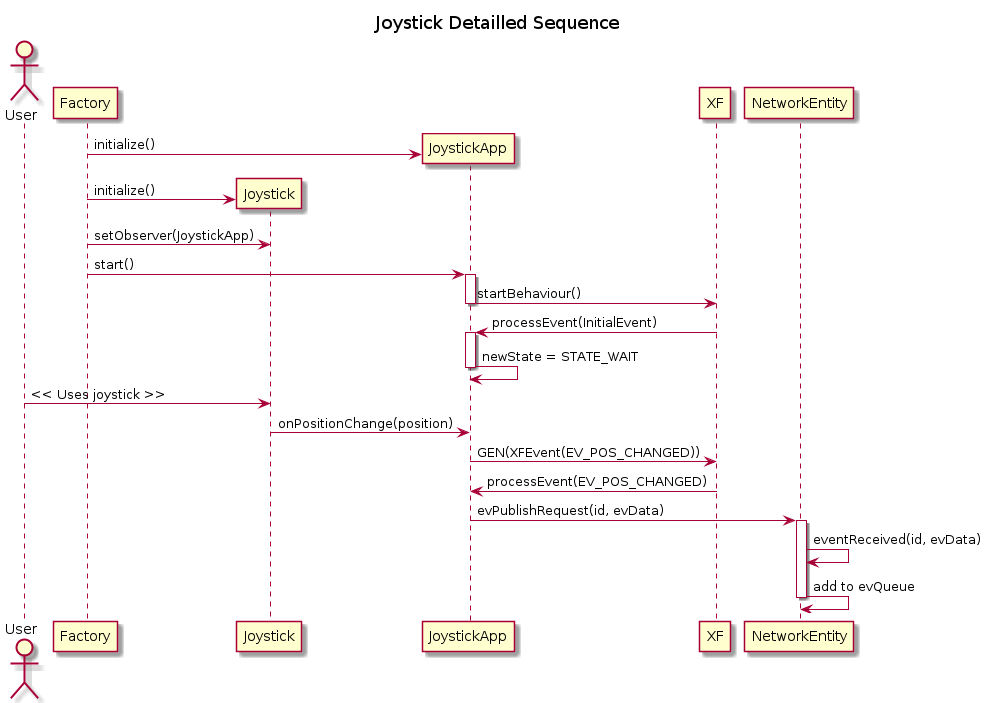 Joystick Detailled Sequence
User
Factory
XF
NetworkEntity
initialize()
JoystickApp
initialize()
Joystick
setObserver(JoystickApp)
start()
startBehaviour()
processEvent(InitialEvent)
newState = STATE_WAIT
<< Uses joystick >>
onPositionChange(position)
GEN(XFEvent(EV_POS_CHANGED))
processEvent(EV_POS_CHANGED)
evPublishRequest(id, evData)
eventReceived(id, evData)
add to evQueue
User
Factory
Joystick
JoystickApp
XF
NetworkEntity